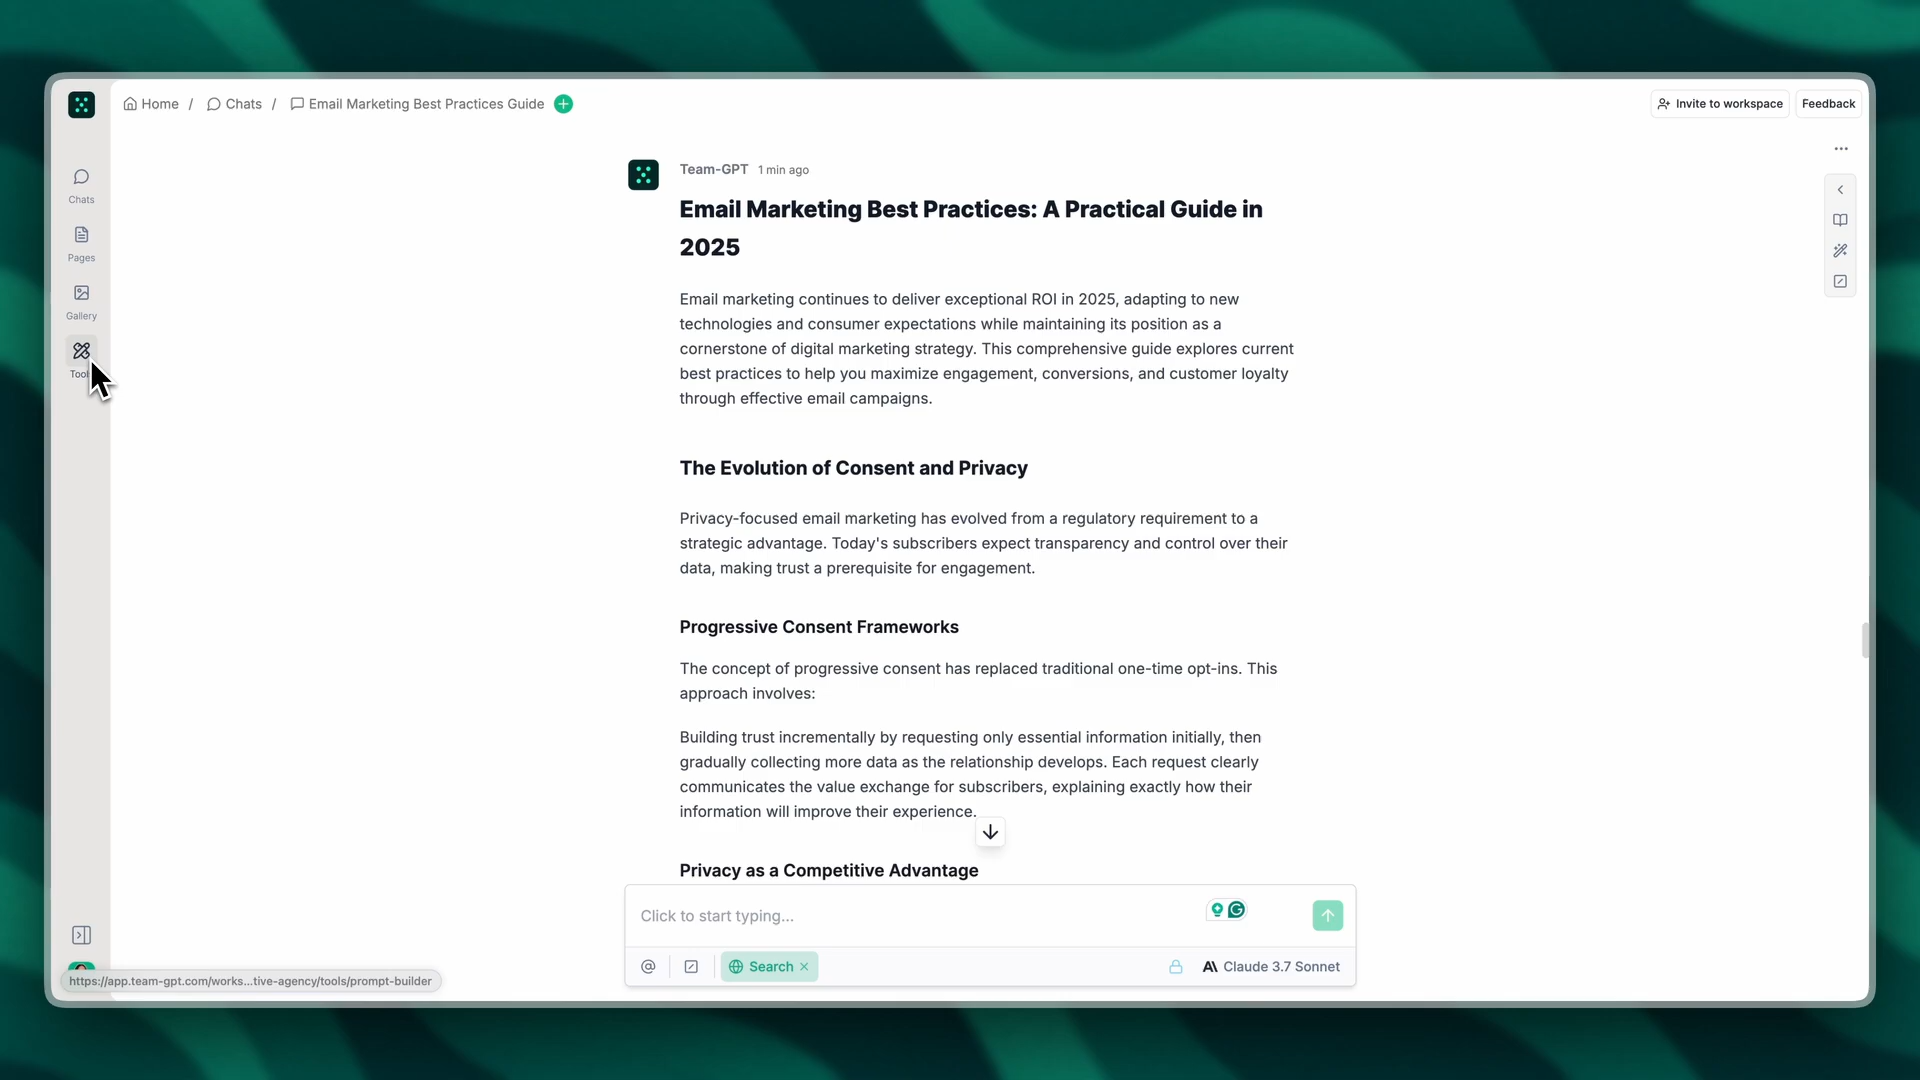 Home / Chats / Email Marketing Best Practices Guide
Invite to workspace
Feedback
Chats
Pages
Gallery
Team-GPT 1 min ago
Email Marketing Best Practices: A Practical Guide in
2025
Email marketing continues to deliver exceptional ROI in 2025, adapting to new
technologies and consumer expectations while maintaining its position as a
cornerstone of digital marketing strategy. This comprehensive guide explores current
best practices to help you maximize engagement, conversions, and customer loyalty
through effective email campaigns.
The Evolution of Consent and Privacy
Privacy-focused email marketing has evolved from a regulatory requirement to a
strategic advantage. Today's subscribers expect transparency and control over their
data, making trust a prerequisite for engagement.
Progressive Consent Frameworks
The concept of progressive consent has replaced traditional one-time opt-ins. This
approach involves:
Building trust incrementally by requesting only essential information initially, then
gradually collecting more data as the relationship develops. Each request clearly
communicates the value exchange for subscribers, explaining exactly how their
information will improve their experience.
Privacy as a Competitive Advantage
Click to start typing...
@
Search
Claude 3.7 Sonnet
https://app.team-gpt.com/works...tive-agency/tools/prompt-builder